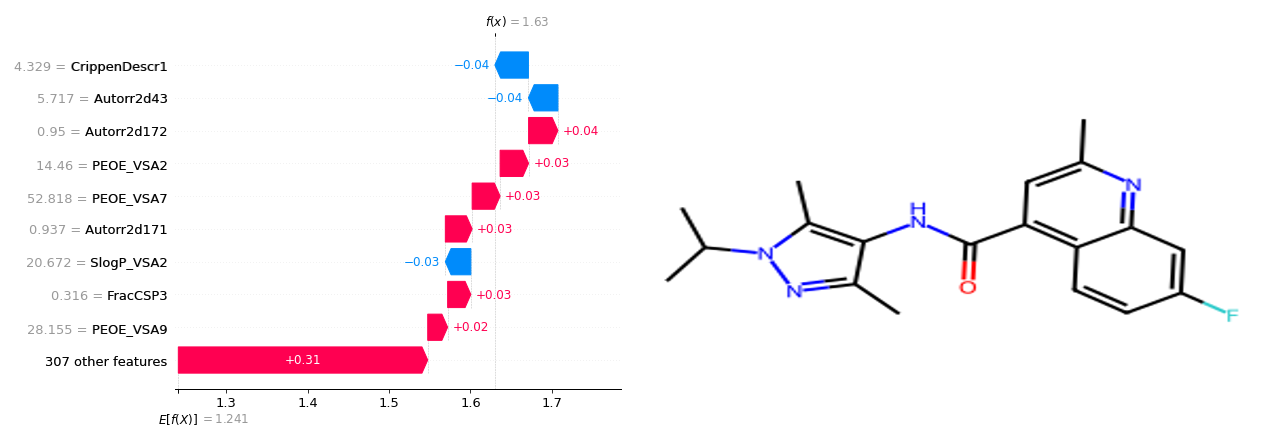 f(x) = 1.63
4.329 = CrippenDescr1
−0.04
5.717 = Autorr2d43
−0.04
0.95 = Autorr2d172
+0.04
14.46 = PEOE_VSA2
+0.03
52.818 = PEOE_VSA7
+0.03
0.937 = Autorr2d171
+0.03
20.672 = SlogP_VSA2
−0.03
0.316 = FracCSP3
+0.03
28.155 = PEOE_VSA9
+0.02
307 other features
+0.31
1.3 1.4 1.5 1.6 1.7
E[f(X)] = 1.241
N
H
N
N
N
O
F